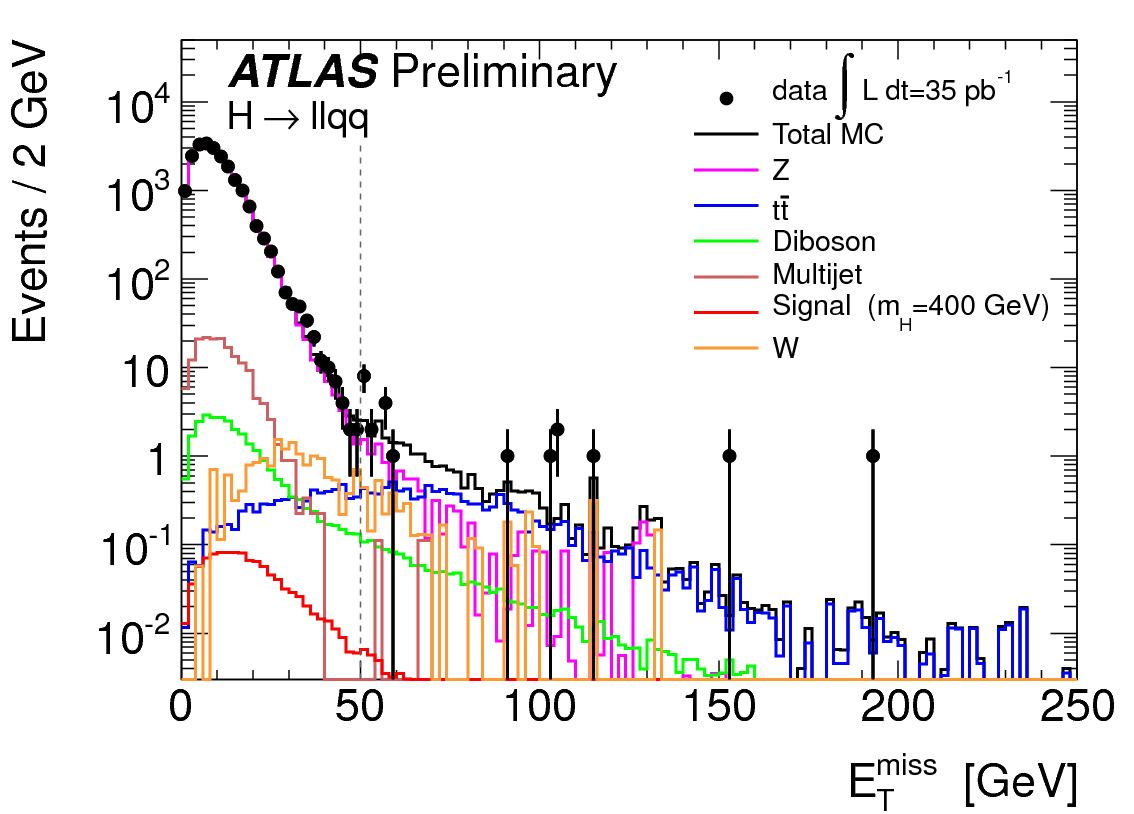 Events / 2 GeV
ATLAS Preliminary
H → llqq
data ∫ L dt=35 pb⁻¹
Total MC
Z
tt̄
Diboson
Multijet
Signal (m_H=400 GeV)
W
10⁴
10³
10²
10
1
10⁻¹
10⁻²
0 50 100 150 200 250
E_T^miss [GeV]